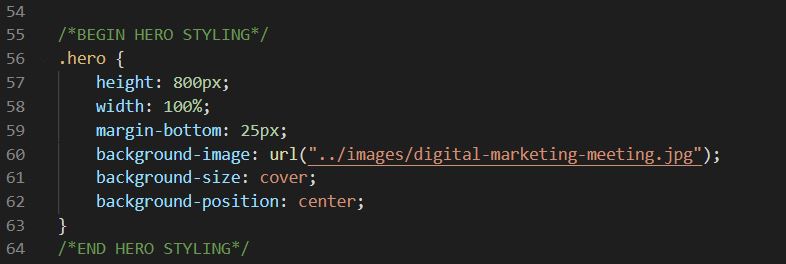 54
55 /*BEGIN HERO STYLING*/
56 .hero {
57 height: 800px;
58 width: 100%;
59 margin-bottom: 25px;
60 background-image: url("../images/digital-marketing-meeting.jpg");
61 background-size: cover;
62 background-position: center;
63 }
64 /*END HERO STYLING*/